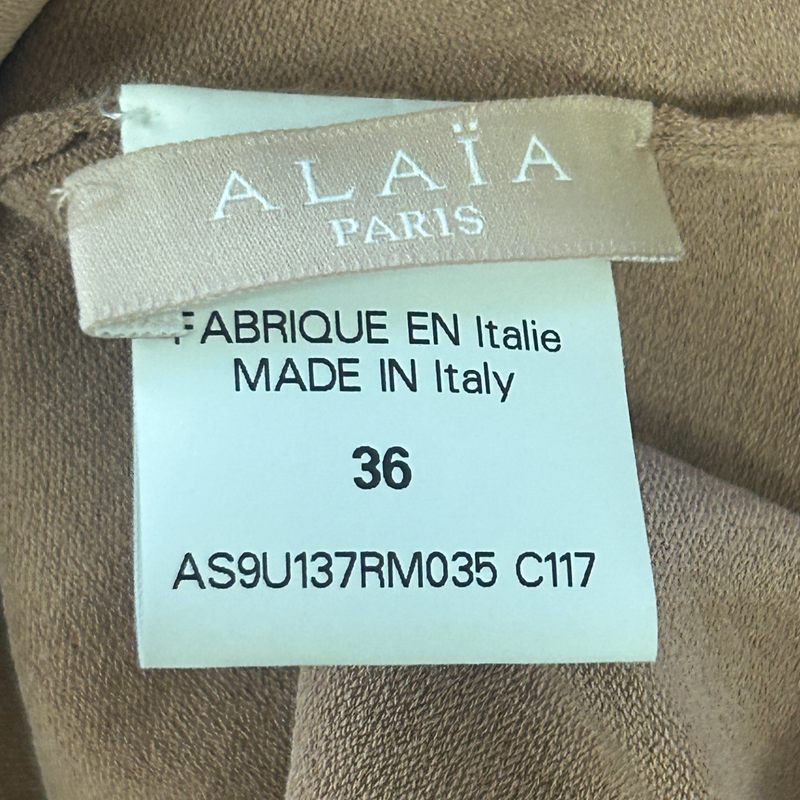 ALAÏA
PARIS
FABRIQUE EN Italie
MADE IN Italy
36
AS9U137RM035 C117